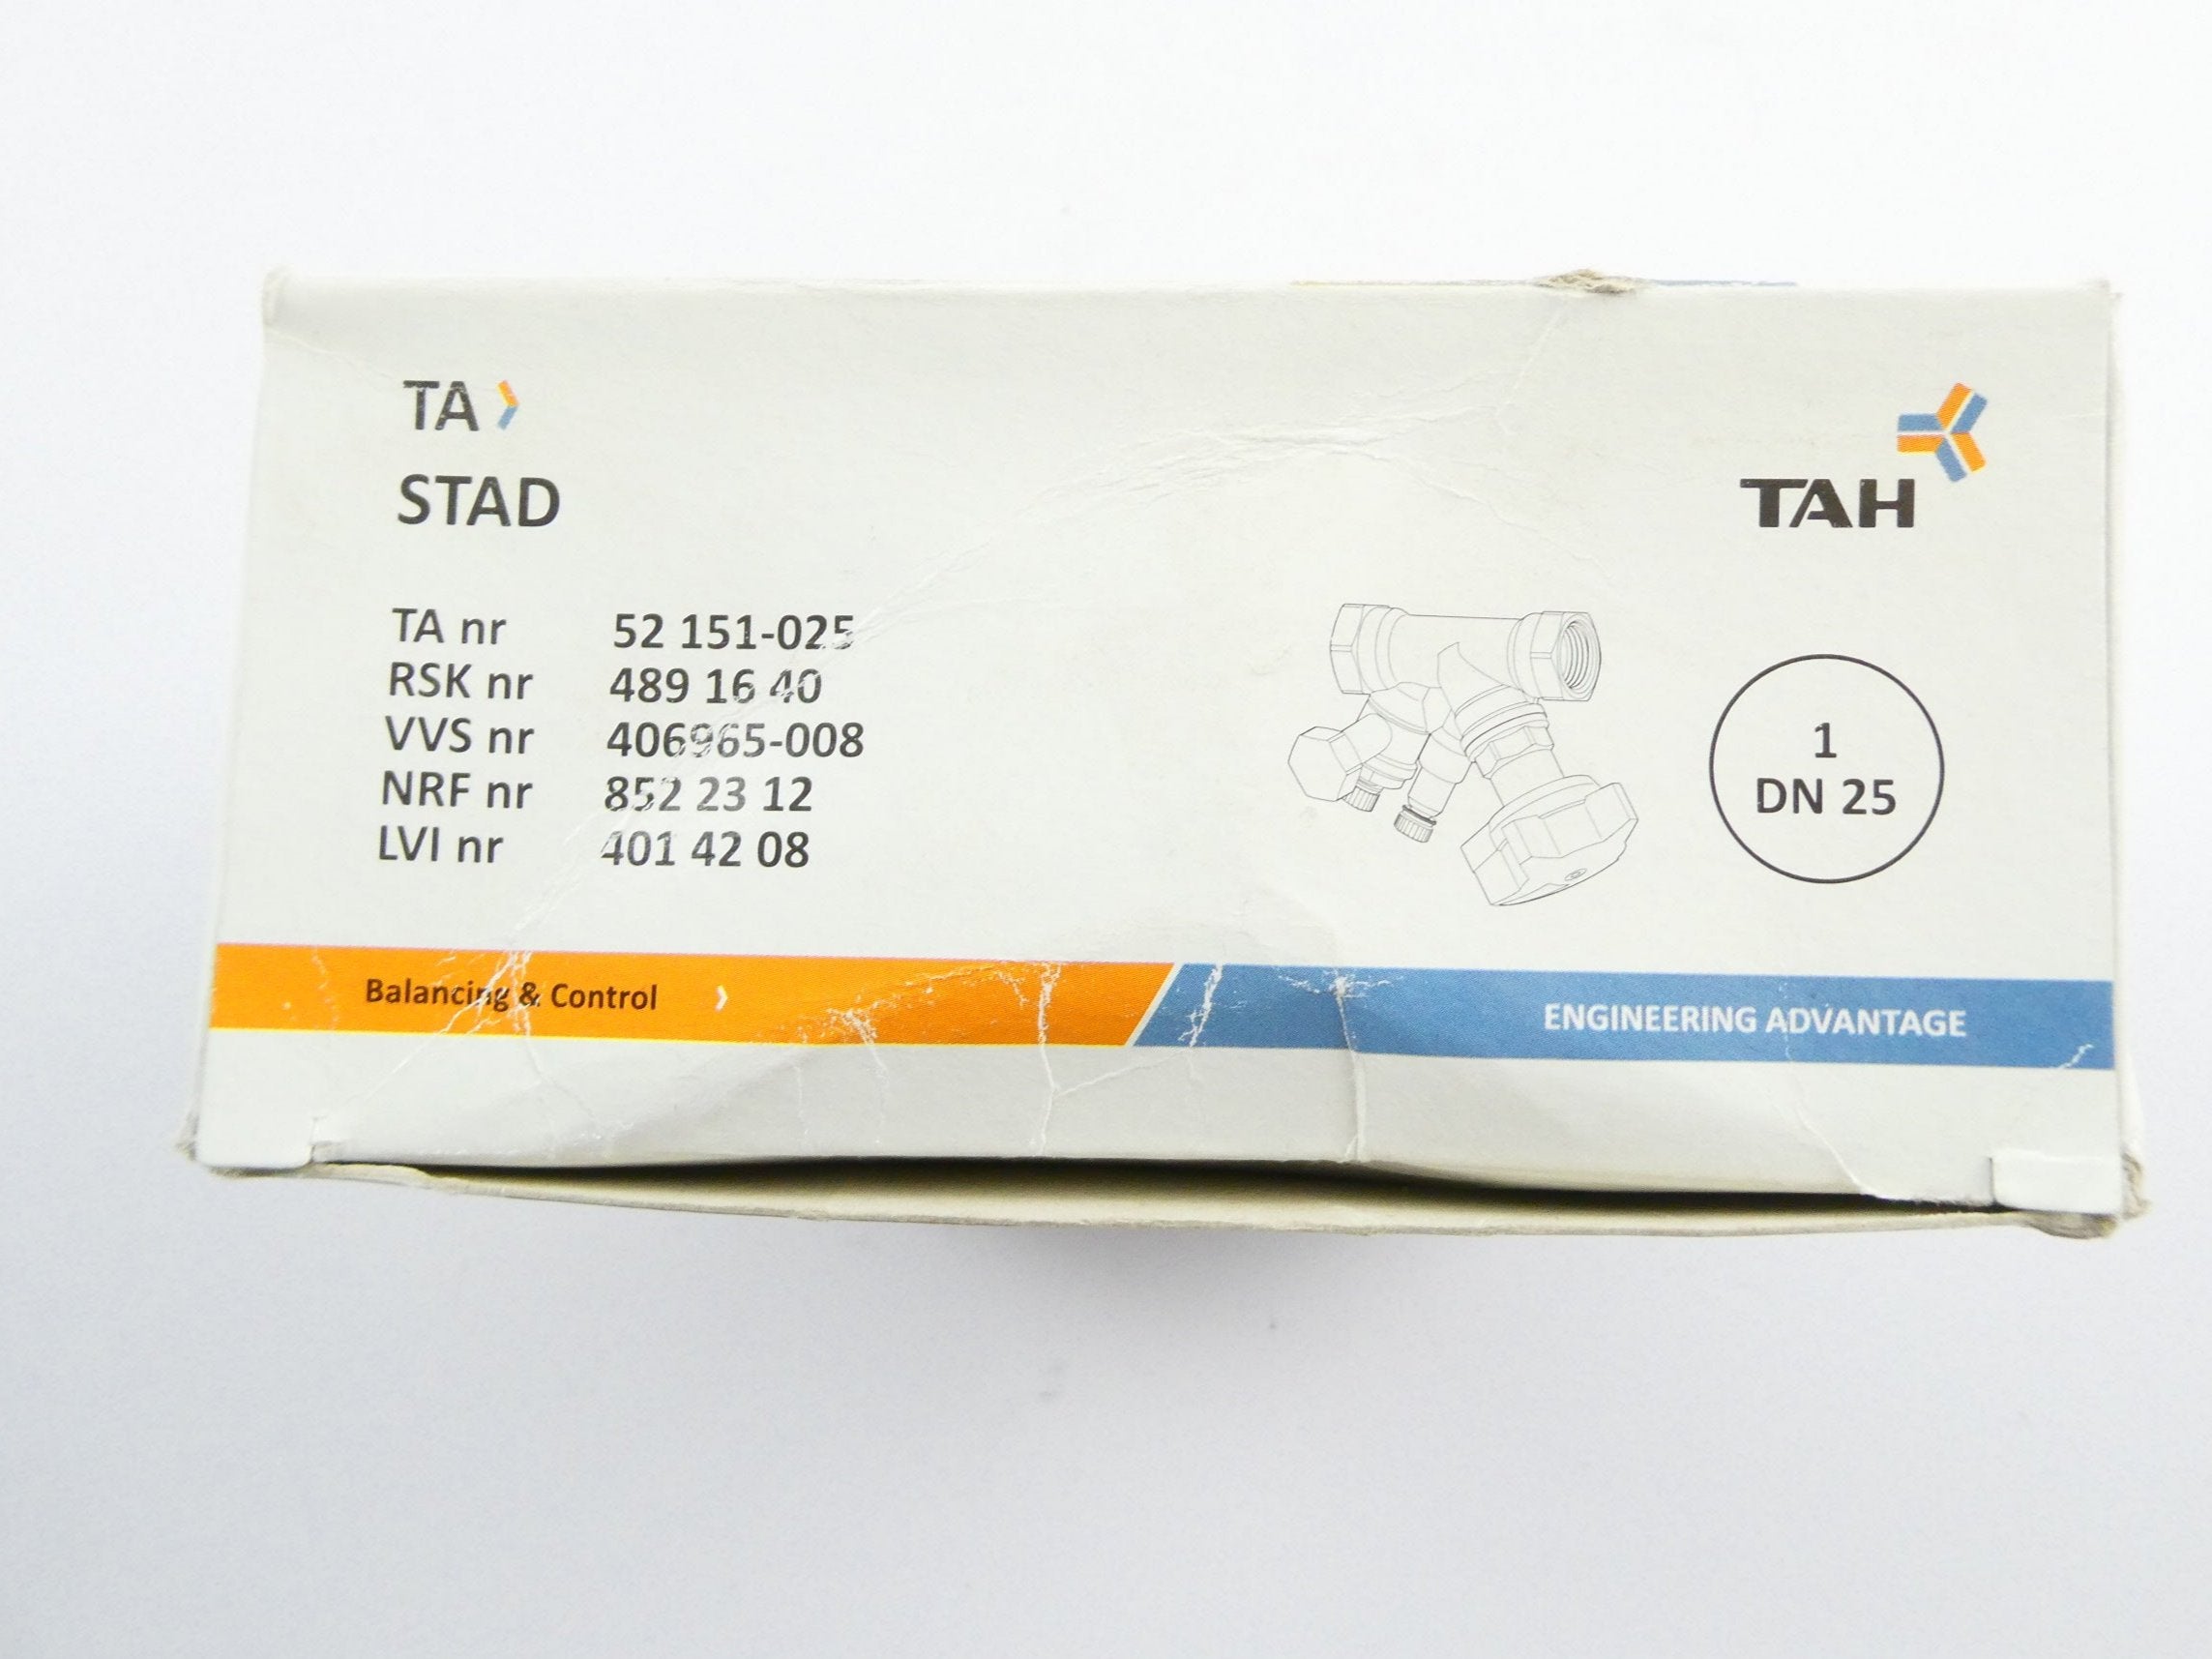 TA
STAD
TAH
TA nr 52 151-025
RSK nr 489 16 40
VVS nr 406965-008
NRF nr 852 23 12
LVI nr 401 42 08
1
DN 25
Balancing & Control
ENGINEERING ADVANTAGE